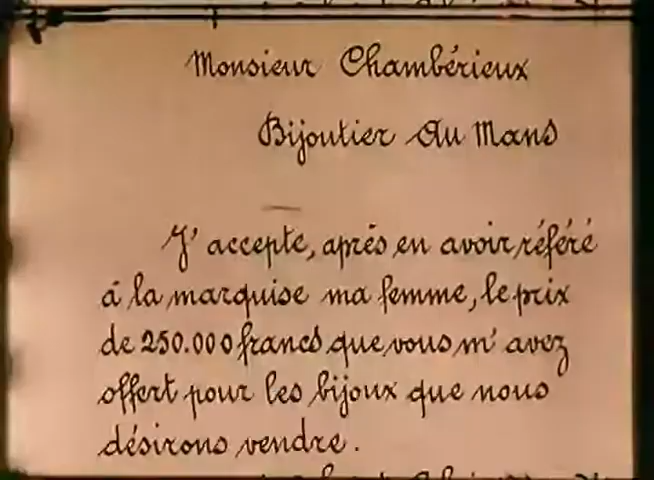 Monsieur Chambérieux
Bijoutier Au Mans
J' accepte, après en avoir référé
à la marquise ma femme, le prix
de 250.000 francs que vous m' avez
offert pour les bijoux que nous
désirons vendre.